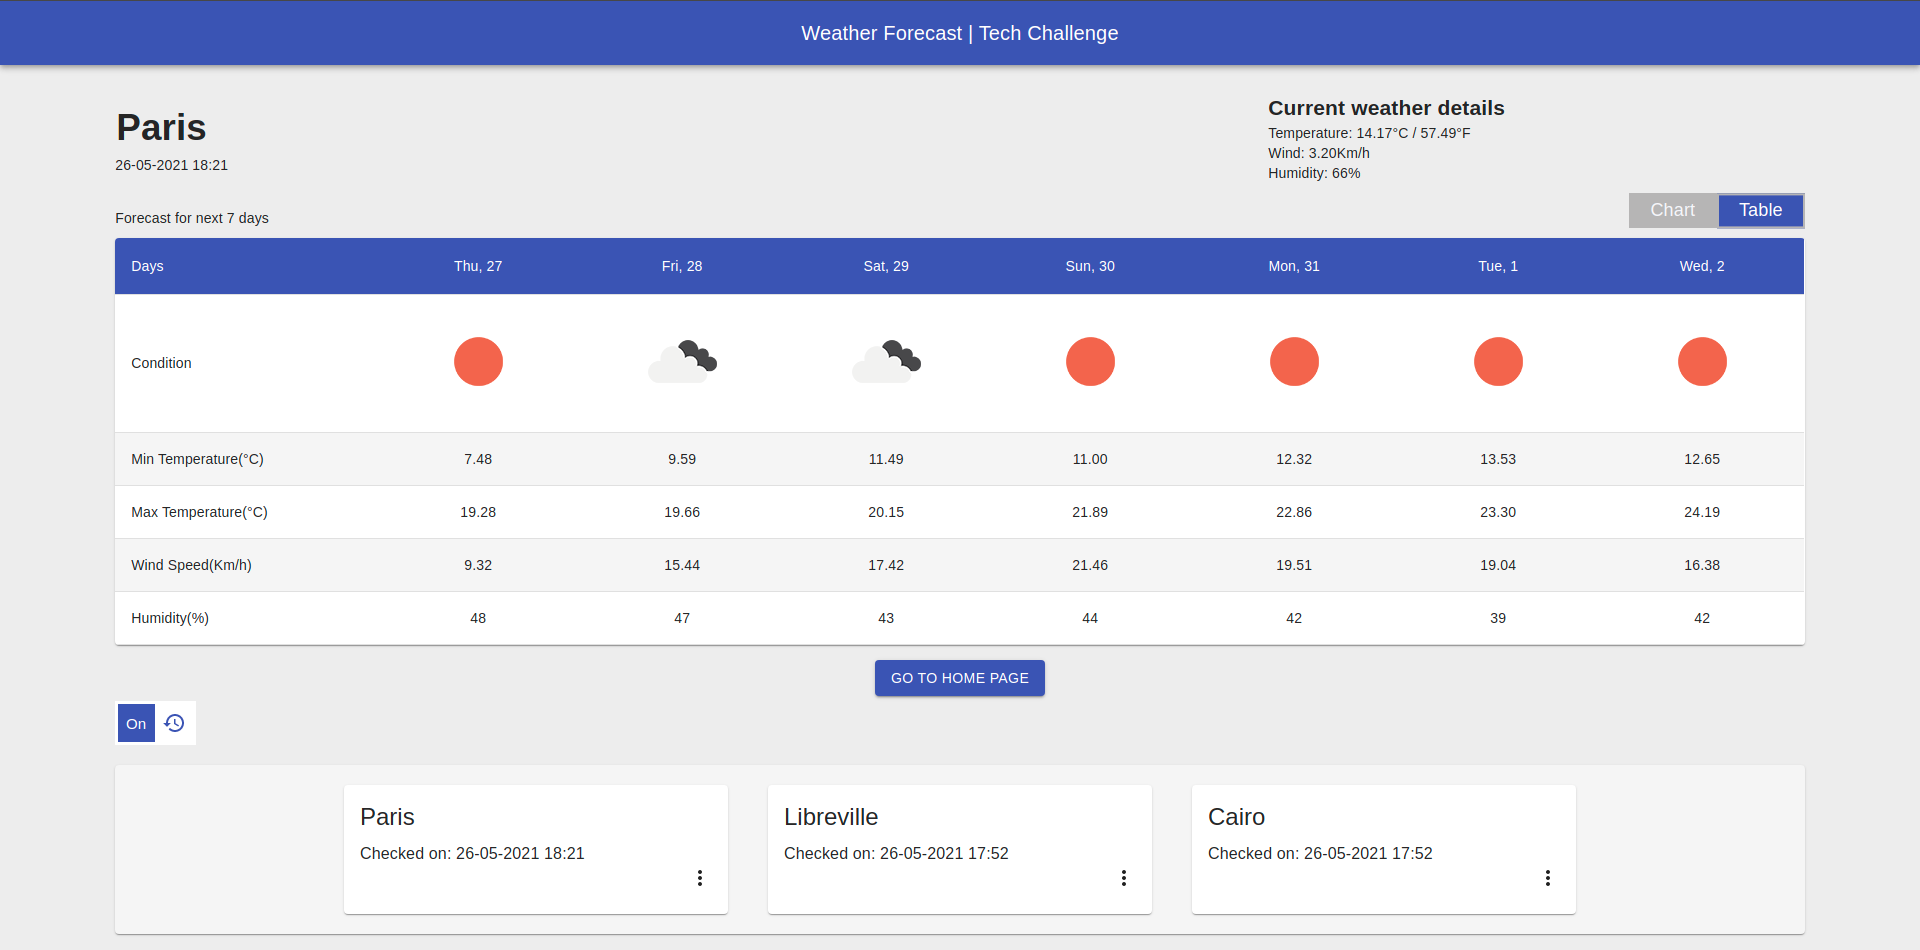 Weather Forecast | Tech Challenge
Paris
26-05-2021 18:21
Current weather details
Temperature: 14.17°C / 57.49°F
Wind: 3.20Km/h
Humidity: 66%
Forecast for next 7 days
Chart Table
Days Thu, 27 Fri, 28 Sat, 29 Sun, 30 Mon, 31 Tue, 1 Wed, 2
Condition
Min Temperature(°C) 7.48 9.59 11.49 11.00 12.32 13.53 12.65
Max Temperature(°C) 19.28 19.66 20.15 21.89 22.86 23.30 24.19
Wind Speed(Km/h) 9.32 15.44 17.42 21.46 19.51 19.04 16.38
Humidity(%) 48 47 43 44 42 39 42
GO TO HOME PAGE
On
Paris
Checked on: 26-05-2021 18:21
Libreville
Checked on: 26-05-2021 17:52
Cairo
Checked on: 26-05-2021 17:52